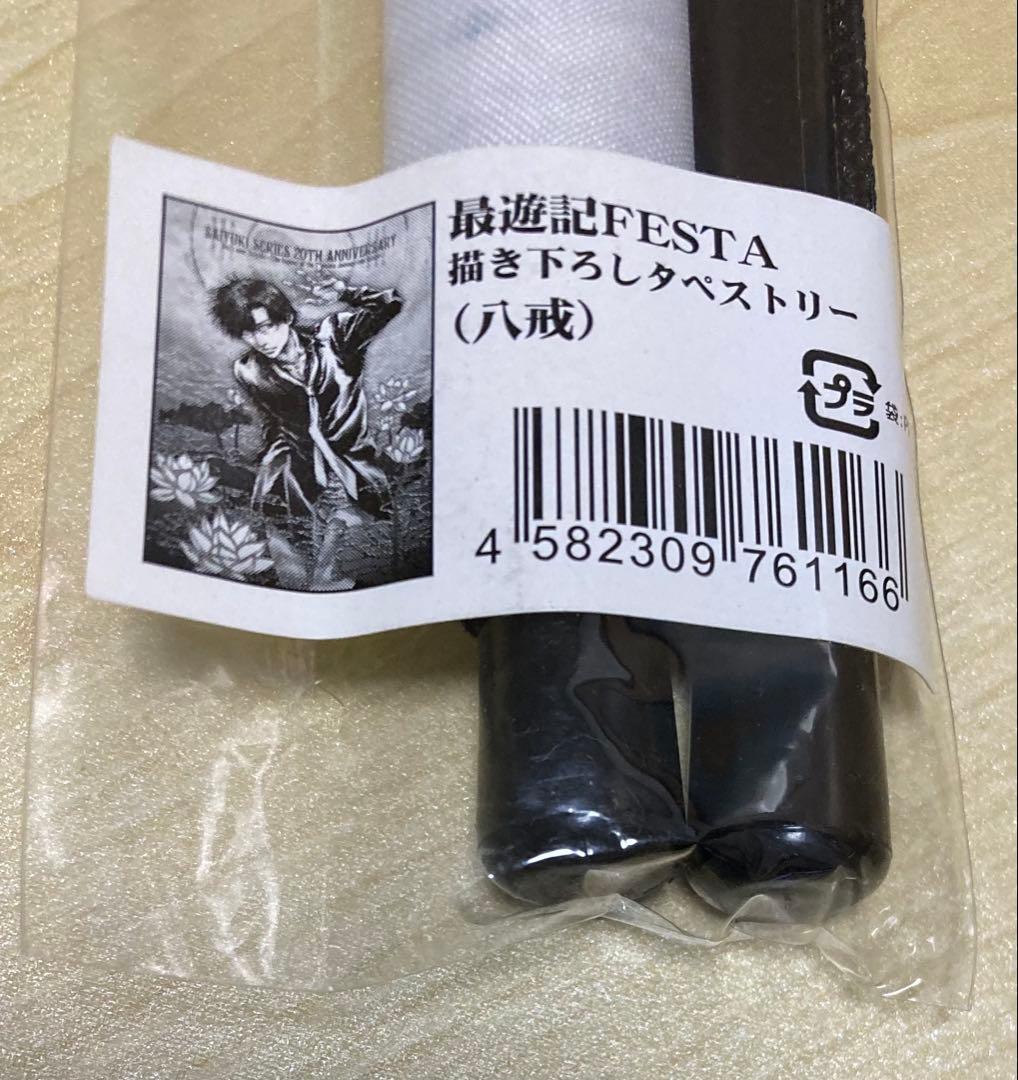 SAIYUKI SERIES 20TH ANNIVERSARY
最遊記FESTA
描き下ろしタペストリー
(八戒)
プラ
袋:P
4 582309 761166